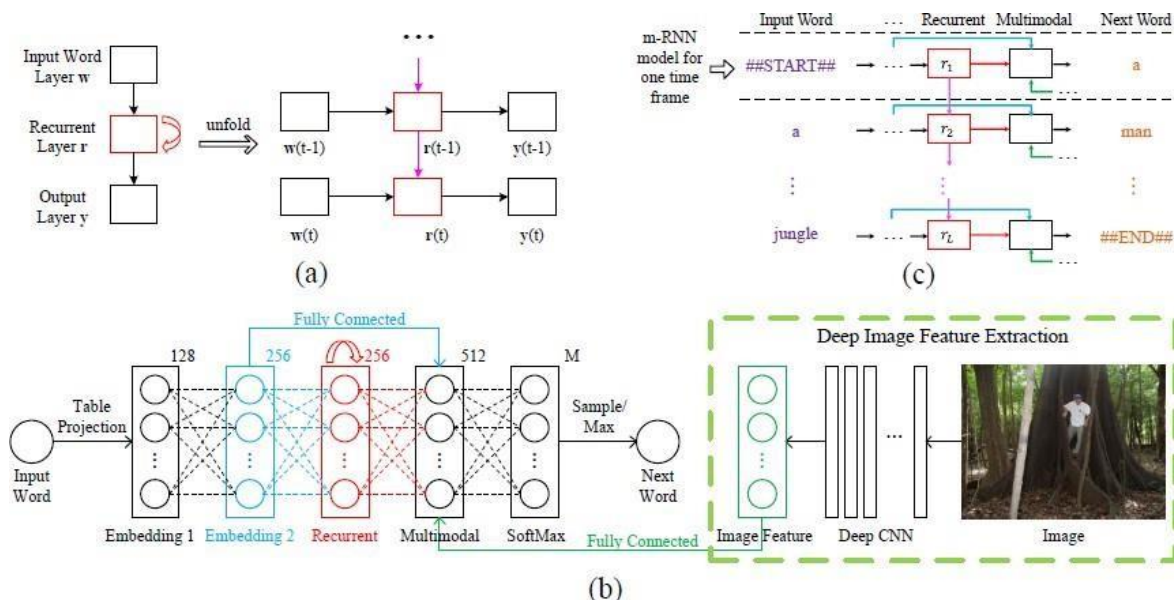 Input Word
Layer w
Recurrent
Layer r
Output
Layer y
unfold
...
w(t-1)
r(t-1)
y(t-1)
w(t)
r(t)
y(t)
(a)
Input Word
...
Recurrent
Multimodal
Next Word
m-RNN
model for
one time
frame
##START##
...
r1
a
...
a
...
r2
man
...
⋮
⋮
⋮
jungle
...
rL
##END##
...
(c)
Fully Connected
128
256
256
512
M
Table
Projection
Sample/
Max
Input
Word
Next
Word
Embedding 1
Embedding 2
Recurrent
Multimodal
SoftMax
Fully Connected
Deep Image Feature Extraction
...
Image Feature
Deep CNN
Image
(b)